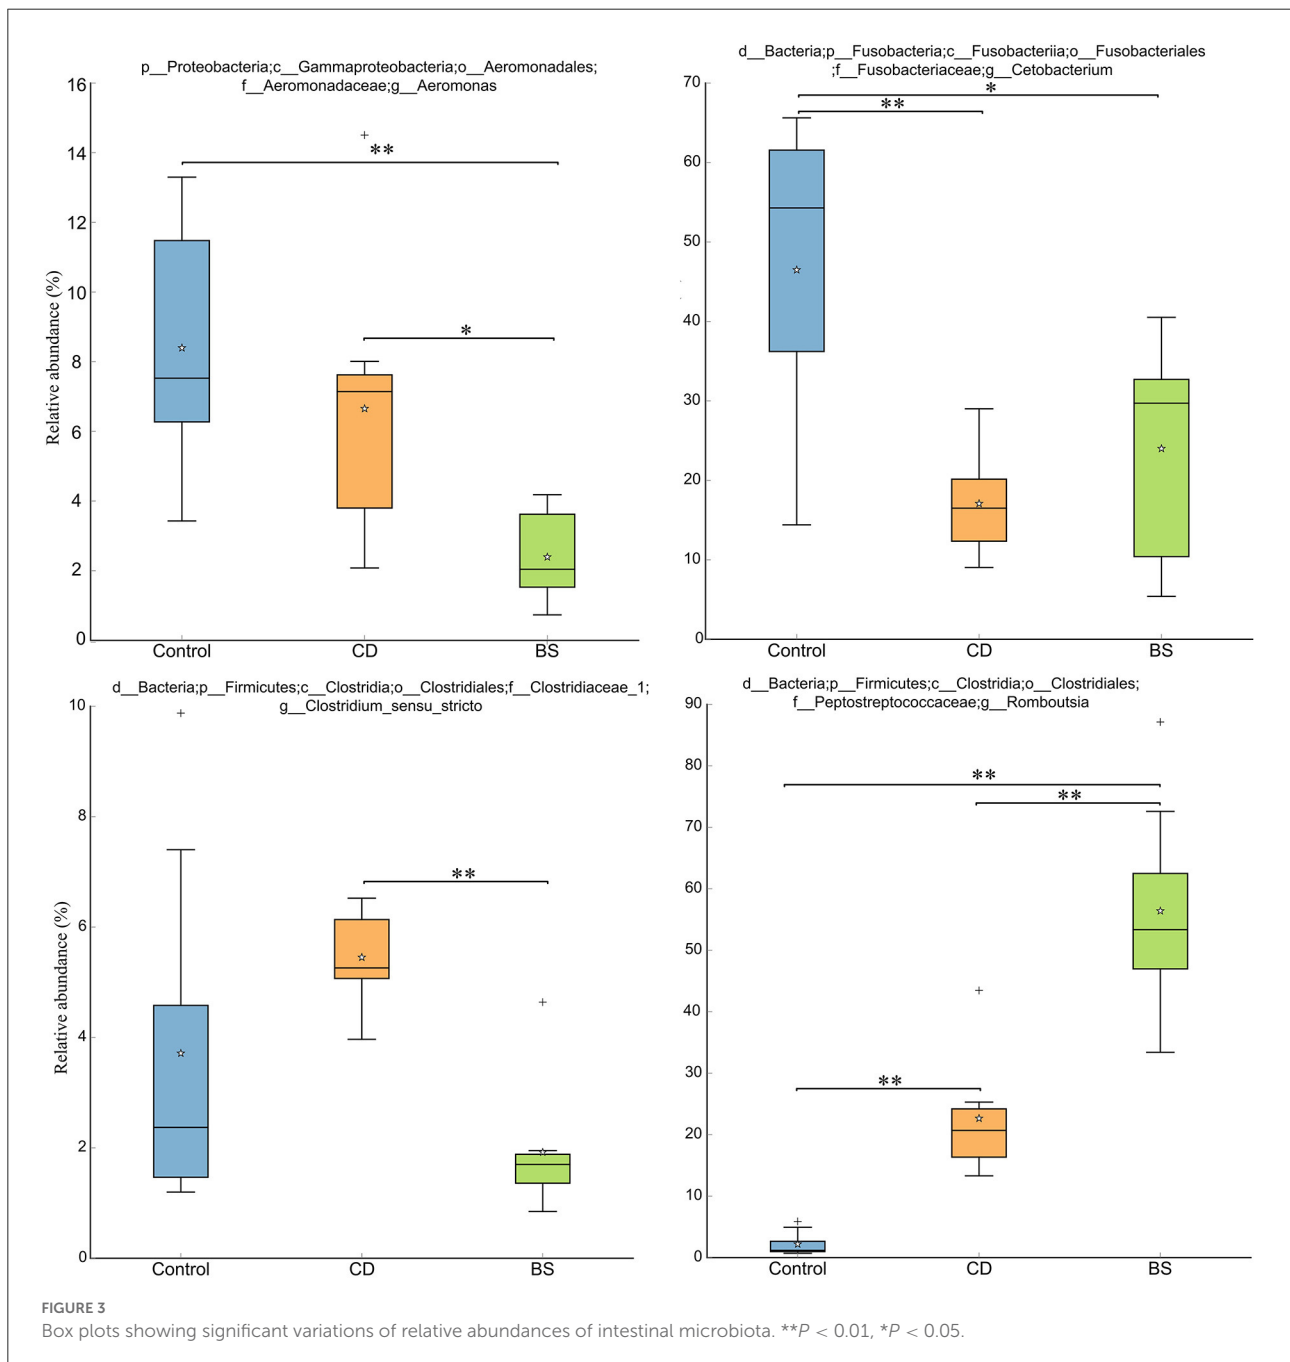 p__Proteobacteria;c__Gammaproteobacteria;o__Aeromonadales;
f__Aeromonadaceae;g__Aeromonas
16
14
12
10
8
6
4
2
0
Relative abundance (%)
**
*
Control CD BS
d__Bacteria;p__Fusobacteria;c__Fusobacteriia;o__Fusobacteriales
;f__Fusobacteriaceae;g__Cetobacterium
70
60
50
40
30
20
10
0
*
**
Control CD BS
d__Bacteria;p__Firmicutes;c__Clostridia;o__Clostridiales;f__Clostridiaceae_1;
g__Clostridium_sensu_stricto
10
8
6
4
2
0
Relative abundance (%)
**
Control CD BS
d__Bacteria;p__Firmicutes;c__Clostridia;o__Clostridiales;
f__Peptostreptococcaceae;g__Romboutsia
90
80
70
60
50
40
30
20
10
0
**
**
**
Control CD BS
FIGURE 3
Box plots showing significant variations of relative abundances of intestinal microbiota. **P < 0.01, *P < 0.05.